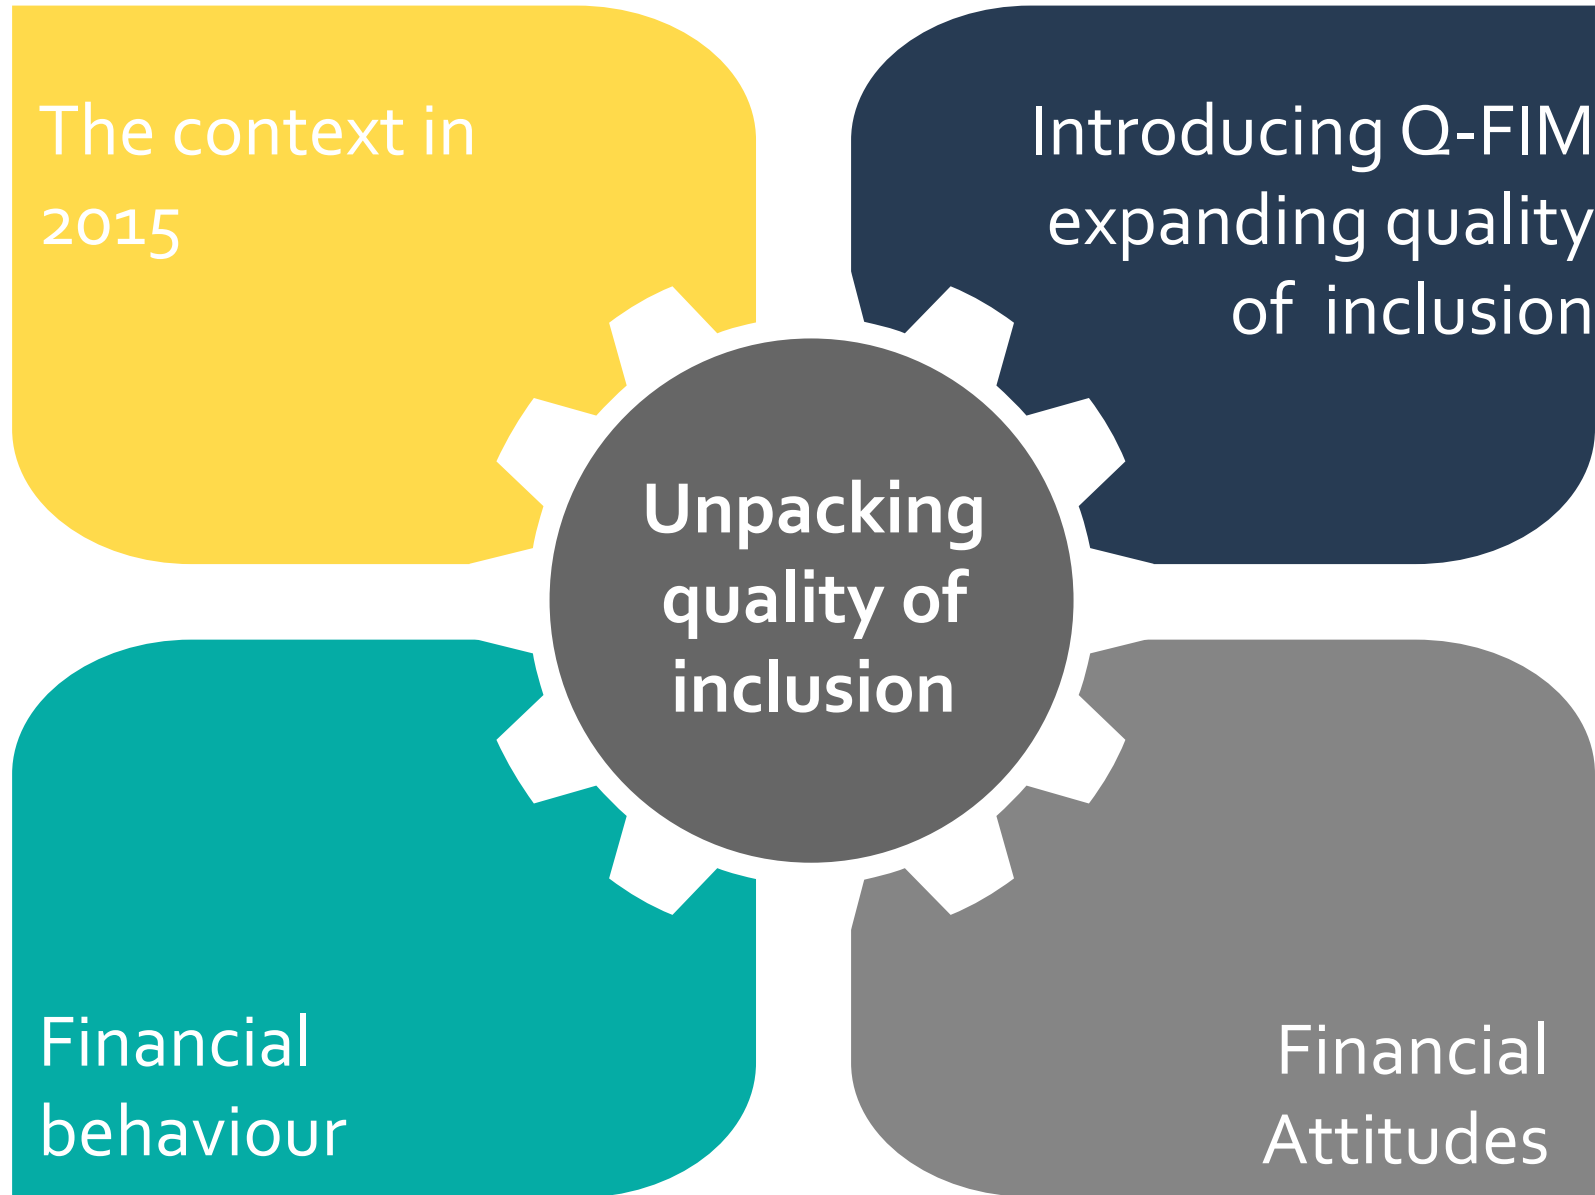 The context in
2015
Introducing Q-FIM
expanding quality
of  inclusion
Unpacking
quality of
inclusion
Financial
behaviour
Financial
Attitudes